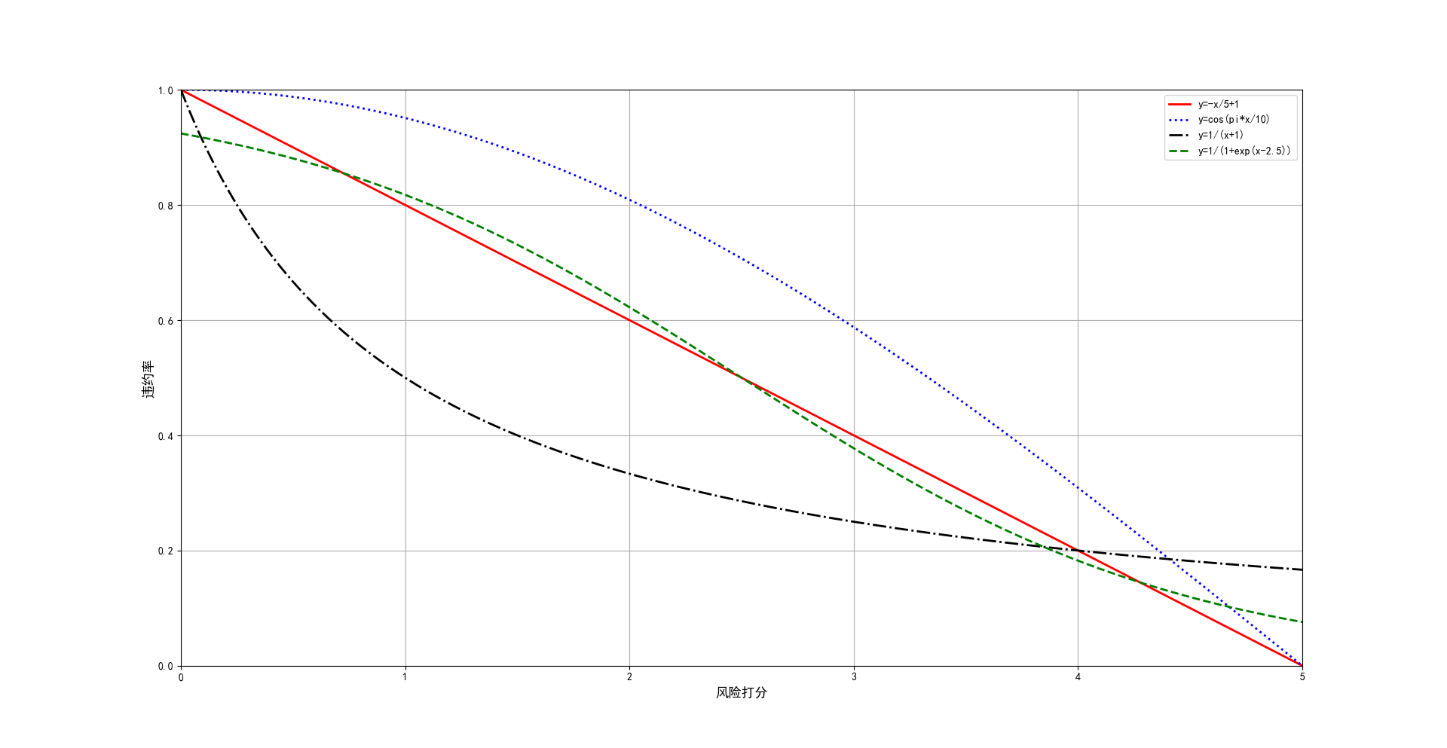 y=-x/5+1
y=cos(pi*x/10)
y=1/(x+1)
y=1/(1+exp(x-2.5))
1.0
0.8
0.6
0.4
0.2
0.0
违约率
0 1 2 3 4 5
风险打分